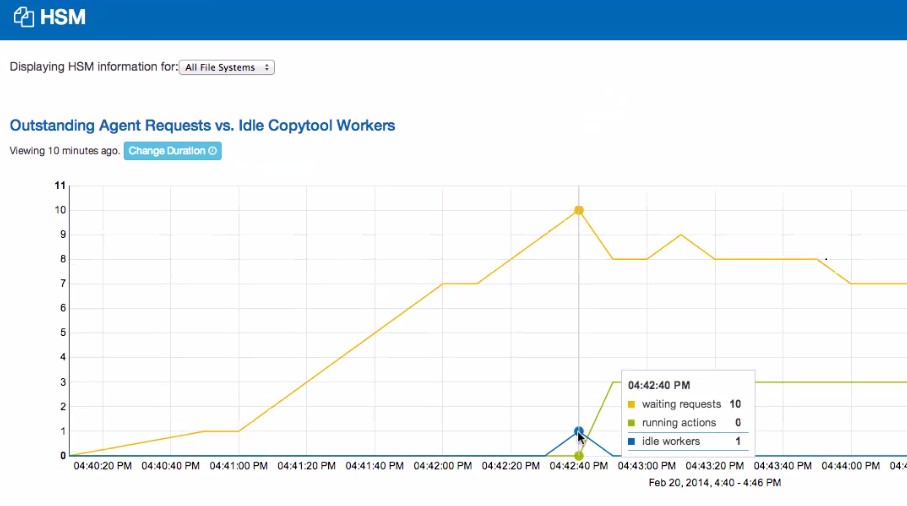 HSM
Displaying HSM information for: All File Systems
Outstanding Agent Requests vs. Idle Copytool Workers
Viewing 10 minutes ago. Change Duration
11
10
9
8
7
6
5
4
3
2
1
0
04:42:40 PM
waiting requests 10
running actions 0
idle workers 1
04:40:20 PM 04:40:40 PM 04:41:00 PM 04:41:20 PM 04:41:40 PM 04:42:00 PM 04:42:20 PM 04:42:40 PM 04:43:00 PM 04:43:20 PM 04:43:40 PM 04:44:00 PM 04:44:20 PM
Feb 20, 2014, 4:40 - 4:46 PM